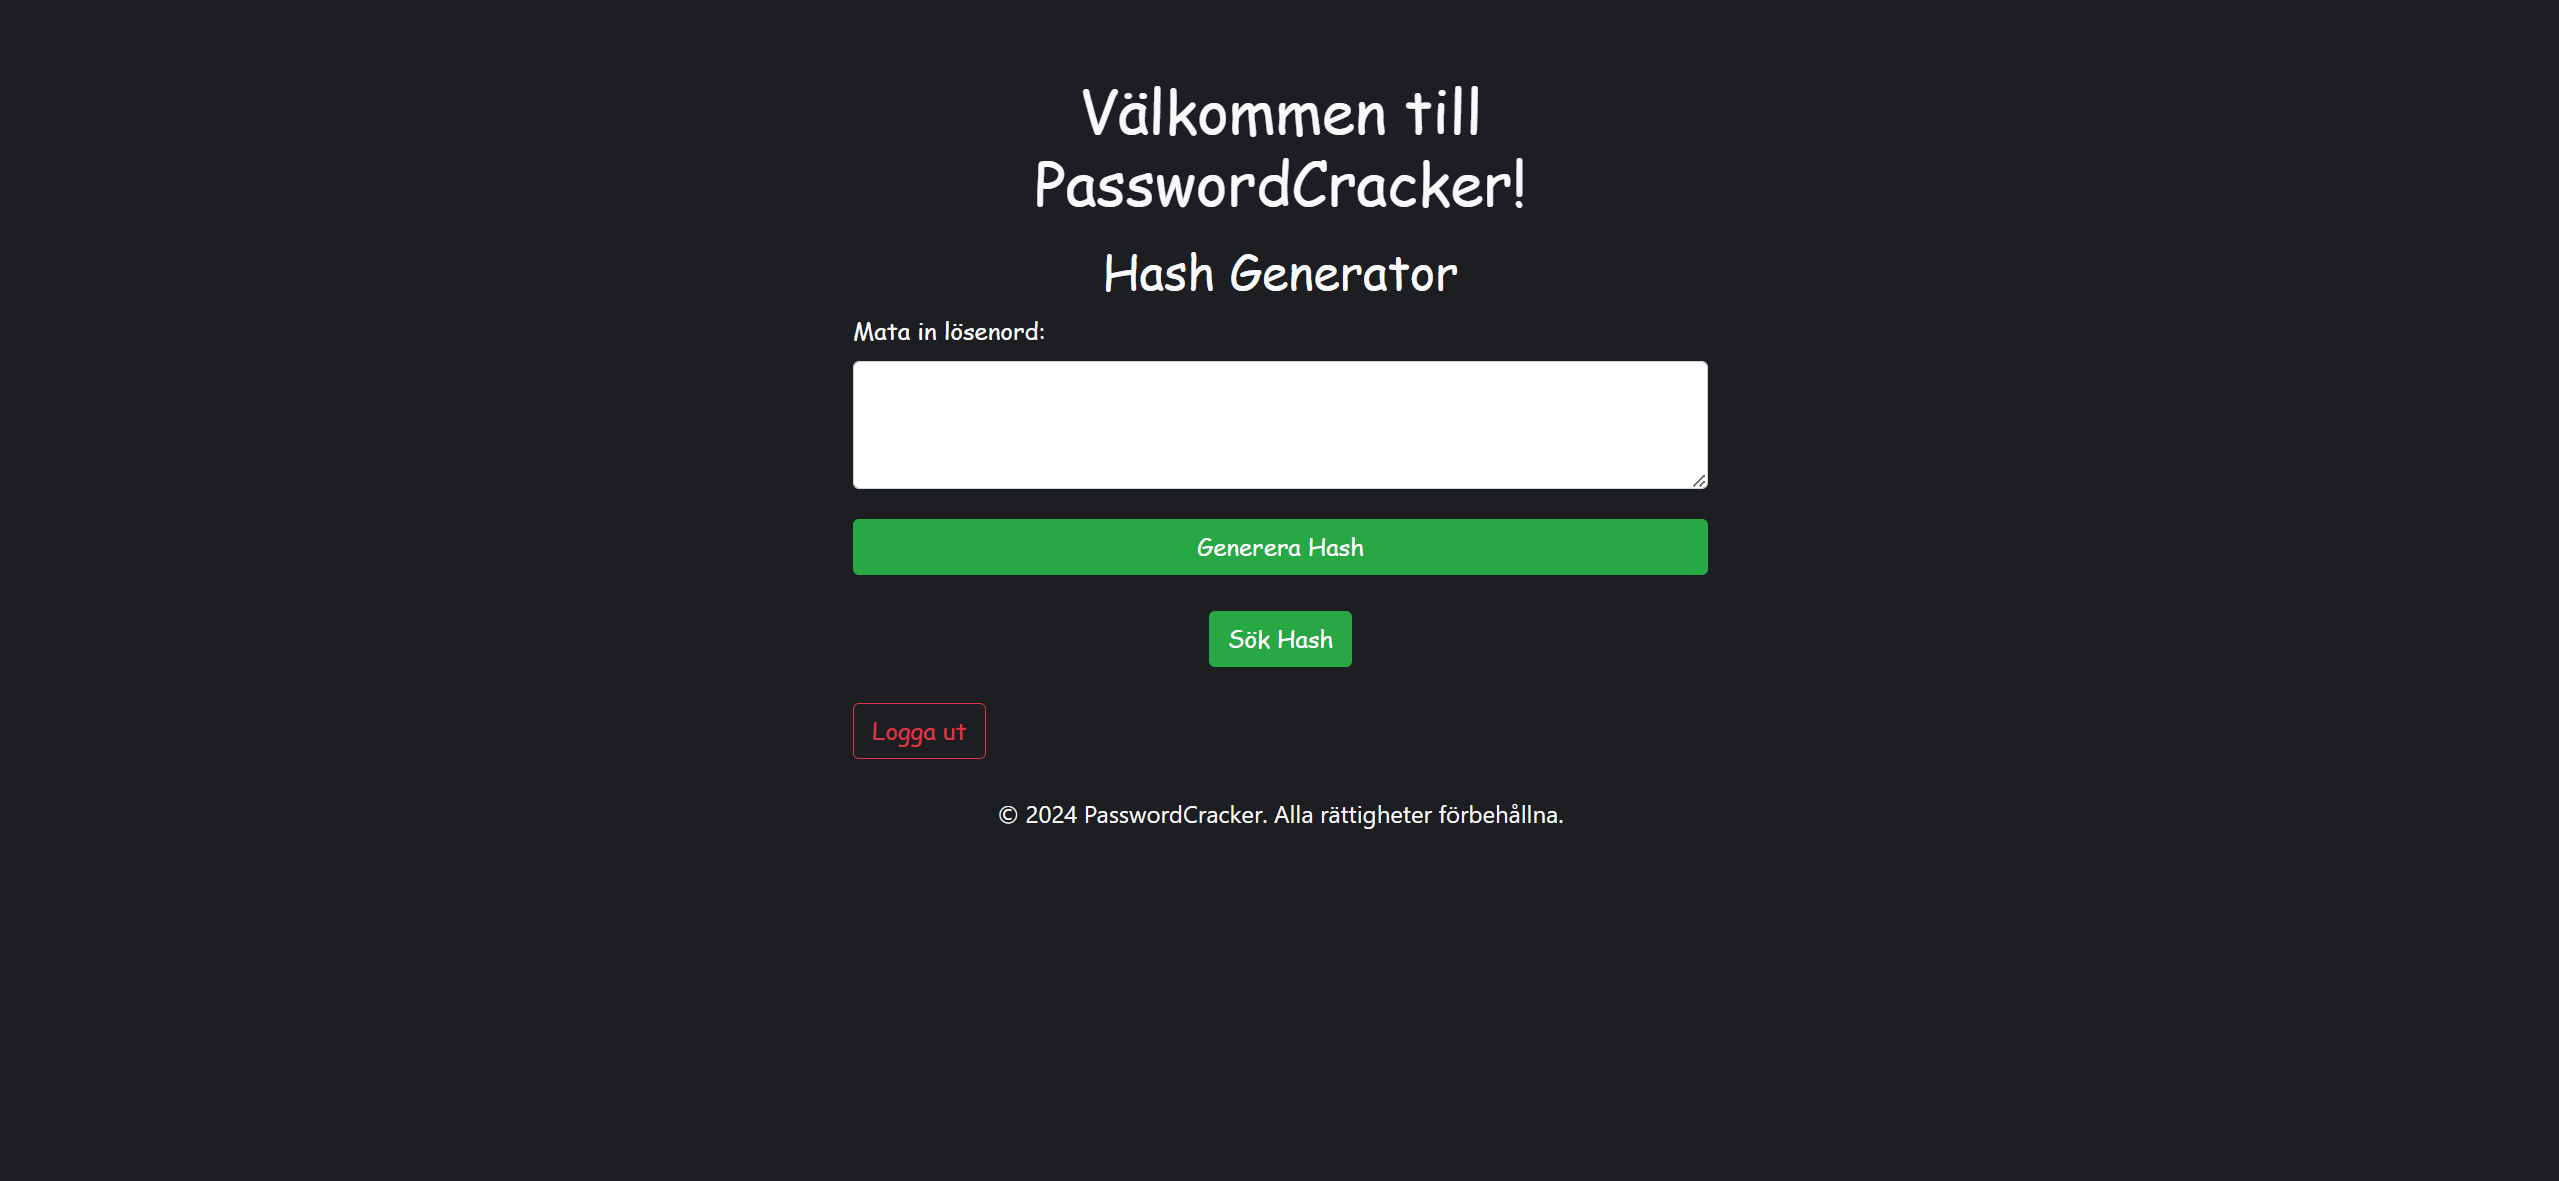 Välkommen till
PasswordCracker!
Hash Generator
Mata in lösenord:
Generera Hash
Sök Hash
Logga ut
© 2024 PasswordCracker. Alla rättigheter förbehållna.